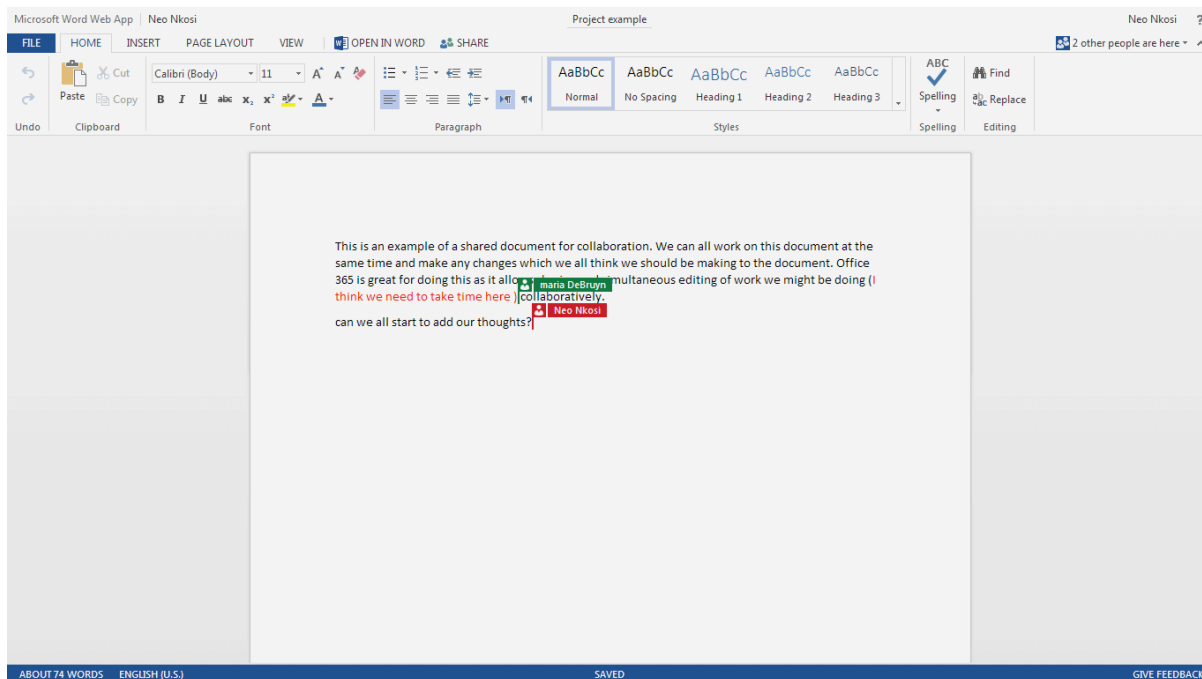 Microsoft Word Web App | Neo Nkosi Project example Neo Nkosi ?
FILE HOME INSERT PAGE LAYOUT VIEW OPEN IN WORD SHARE 2 other people are here
Paste Cut Copy
Calibri (Body) 11 A A
B I U abc x₂ x² ab A
AaBbCc AaBbCc AaBbCc AaBbCc AaBbCc
Normal No Spacing Heading 1 Heading 2 Heading 3
ABC Spelling
Find
Replace
Undo Clipboard Font Paragraph Styles Spelling Editing
This is an example of a shared document for collaboration. We can all work on this document at the
same time and make any changes which we all think we should be making to the document. Office
365 is great for doing this as it editing of work we might be doing (I
maria DeBruyn
think we need to take time here ) collaboratively.
Neo Nkosi
can we all start to add our thoughts?
ABOUT 74 WORDS ENGLISH (U.S.) SAVED GIVE FEEDBACK